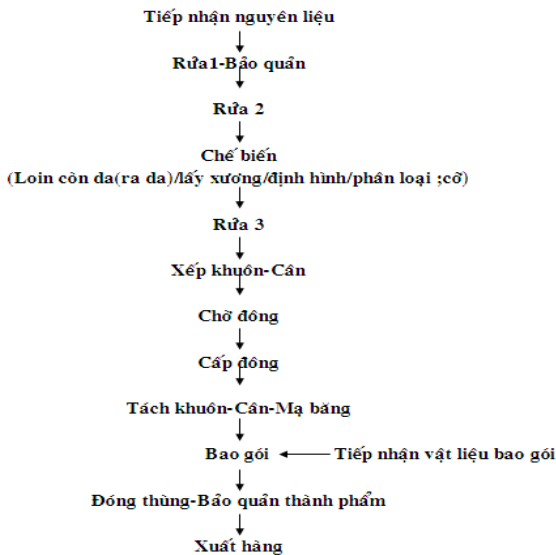 Tiếp nhận nguyên liệu
Rửa1-Bảo quản
Rửa 2
Chế biến
(Loin còn da(ra da)/lấy xương/định hình/phân loại ;cỡ)
Rửa 3
Xếp khuôn-Cân
Chờ đông
Cấp đông
Tách khuôn-Cân-Mạ băng
Bao gói
Tiếp nhận vật liệu bao gói
Đóng thùng-Bảo quản thành phẩm
Xuất hàng